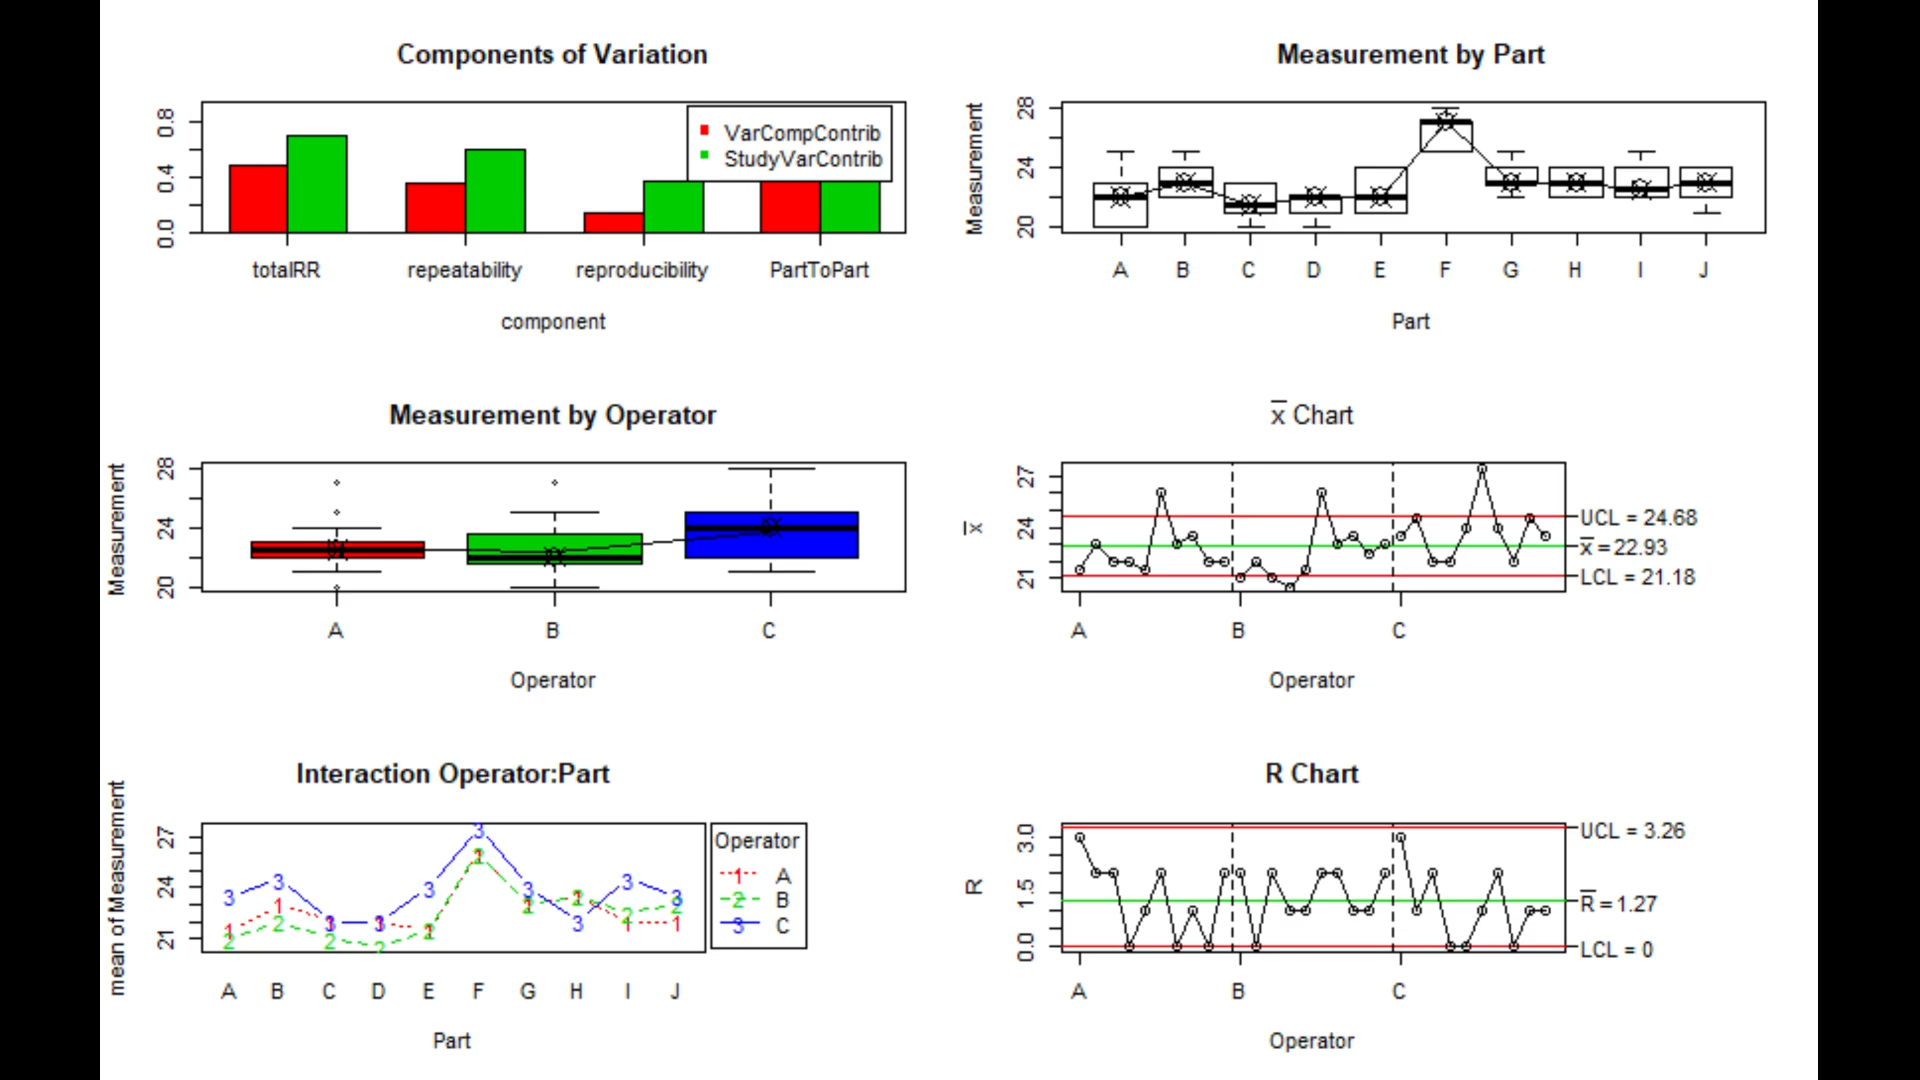 Components of Variation
0.0 0.4 0.8
VarCompContrib
StudyVarContrib
totalRR repeatability reproducibility PartToPart
component
Measurement by Part
Measurement
20 24 28
A B C D E F G H I J
Part
Measurement by Operator
Measurement
20 24 28
A B C
Operator
x̄ Chart
x̄
21 24 27
UCL = 24.68
x̿ = 22.93
LCL = 21.18
A B C
Operator
Interaction Operator:Part
mean of Measurement
21 24 27
Operator
1 A
2 B
3 C
A B C D E F G H I J
Part
R Chart
R
0.0 1.5 3.0
UCL = 3.26
R̄ = 1.27
LCL = 0
A B C
Operator